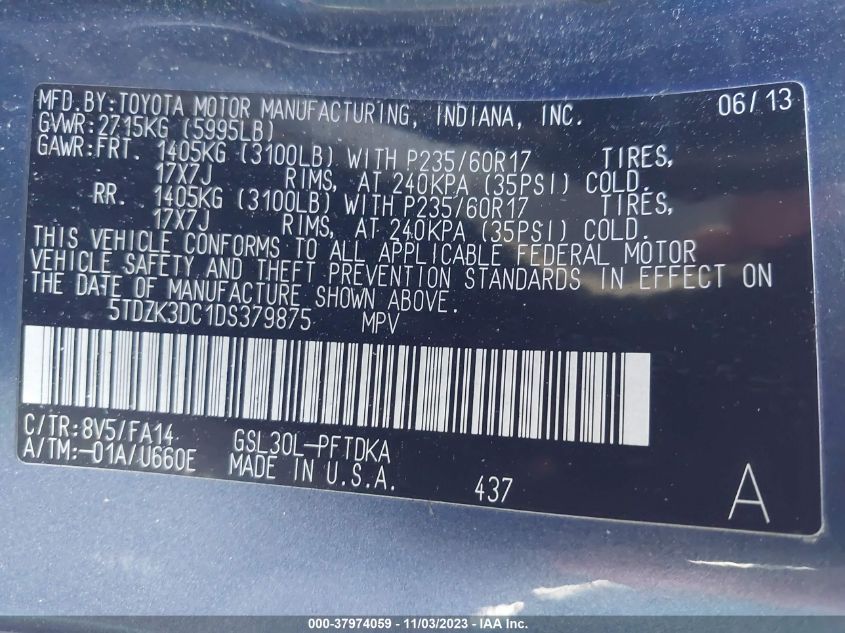 MFD.BY:TOYOTA MOTOR MANUFACTURING, INDIANA, INC. 06/13
GVWR:2715KG (5995LB)
GAWR:FRT. 1405KG (3100LB) WITH P235/60R17 TIRES,
17X7J RIMS, AT 240KPA (35PSI) COLD.
RR. 1405KG (3100LB) WITH P235/60R17 TIRES,
17X7J RIMS, AT 240KPA (35PSI) COLD.
THIS VEHICLE CONFORMS TO ALL APPLICABLE FEDERAL MOTOR
VEHICLE SAFETY AND THEFT PREVENTION STANDARDS IN EFFECT ON
THE DATE OF MANUFACTURE SHOWN ABOVE.
5TDZK3DC1DS379875 MPV
C/TR:8V5/FA14 GSL30L-PFTDKA
A/TM:-01A/U660E MADE IN U.S.A. 437 A
000-37974059 - 11/03/2023 - IAA Inc.